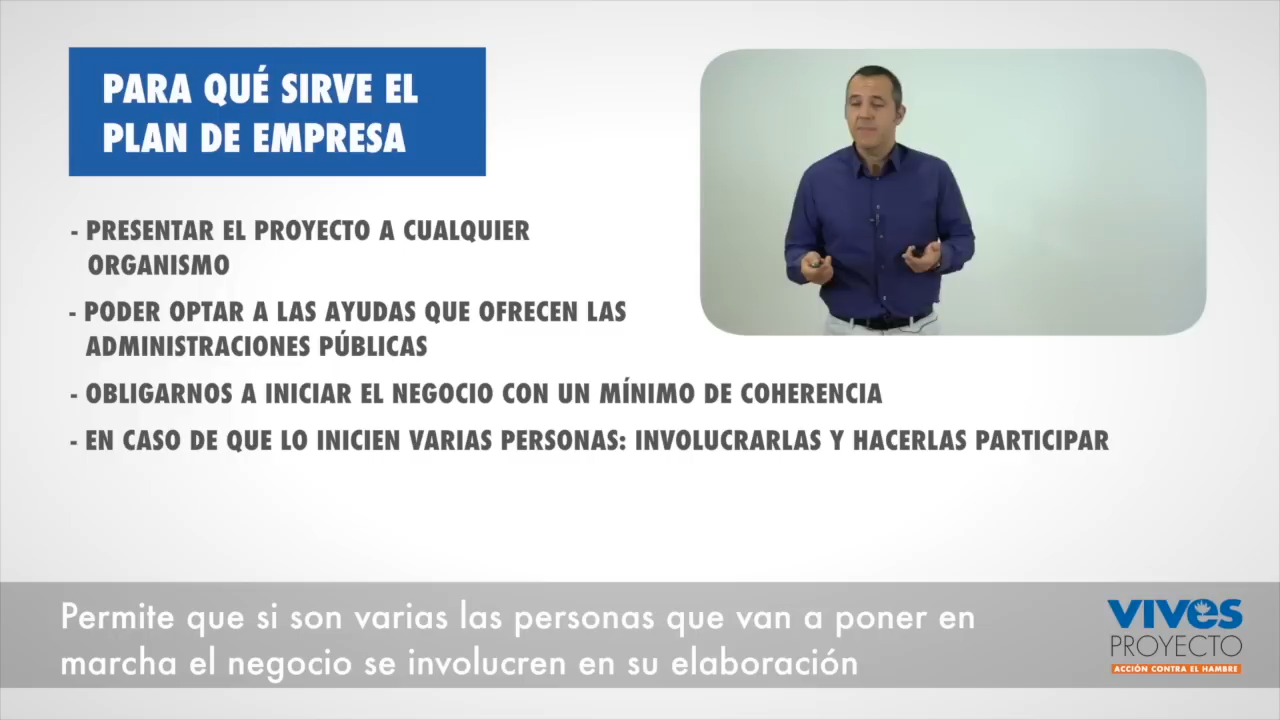 PARA QUÉ SIRVE EL
PLAN DE EMPRESA
- PRESENTAR EL PROYECTO A CUALQUIER
ORGANISMO
- PODER OPTAR A LAS AYUDAS QUE OFRECEN LAS
ADMINISTRACIONES PÚBLICAS
- OBLIGARNOS A INICIAR EL NEGOCIO CON UN MÍNIMO DE COHERENCIA
- EN CASO DE QUE LO INICIEN VARIAS PERSONAS: INVOLUCRARLAS Y HACERLAS PARTICIPAR
Permite que si son varias las personas que van a poner en
marcha el negocio se involucren en su elaboración
VIVES
PROYECTO
ACCIÓN CONTRA EL HAMBRE